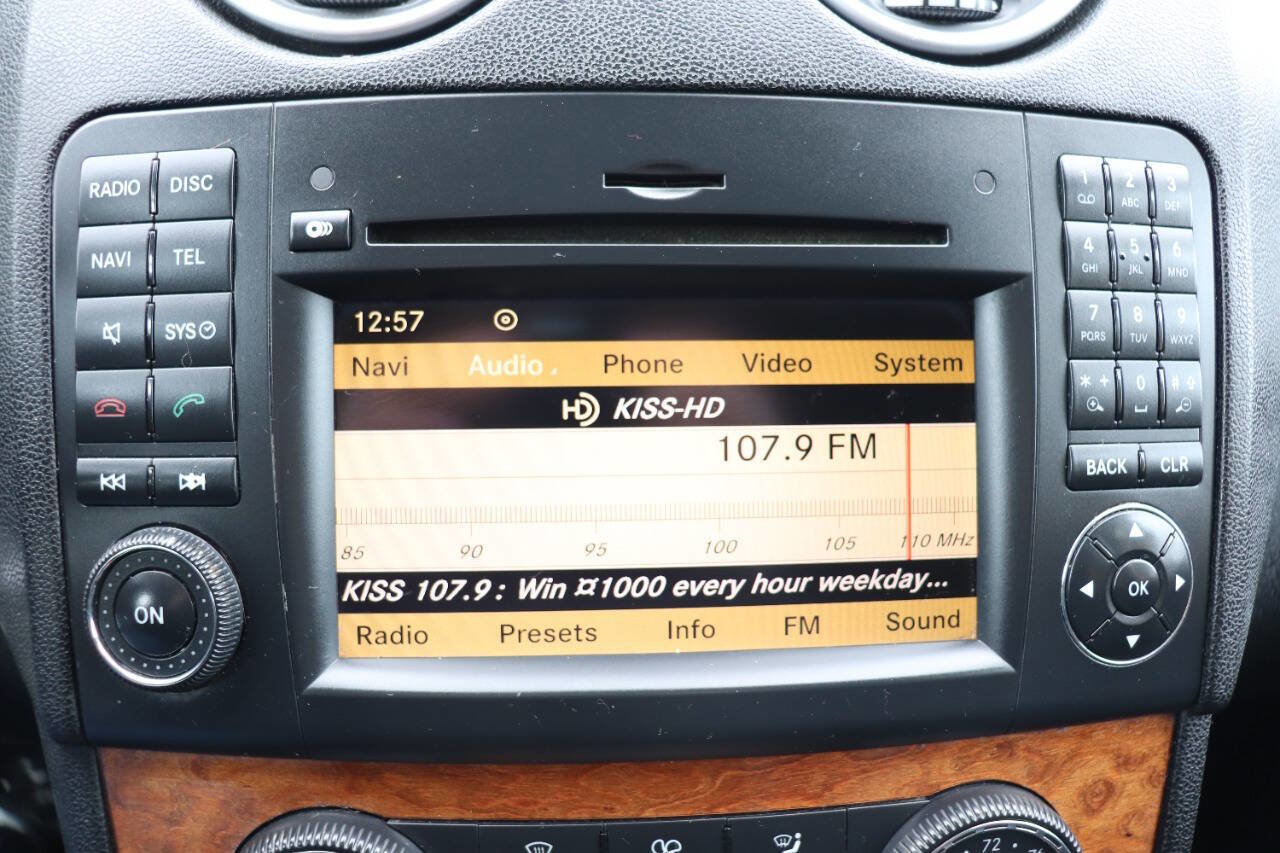 RADIO DISC
NAVI TEL
SYS
ON
12:57
Navi Audio Phone Video System
HD KISS-HD
107.9 FM
85 90 95 100 105 110 MHz
KISS 107.9 : Win ¤1000 every hour weekday...
Radio Presets Info FM Sound
1 2 3
ABC DEF
4 5 6
GHI JKL MNO
7 8 9
PQRS TUV WXYZ
* + 0 # 
BACK CLR
OK
72